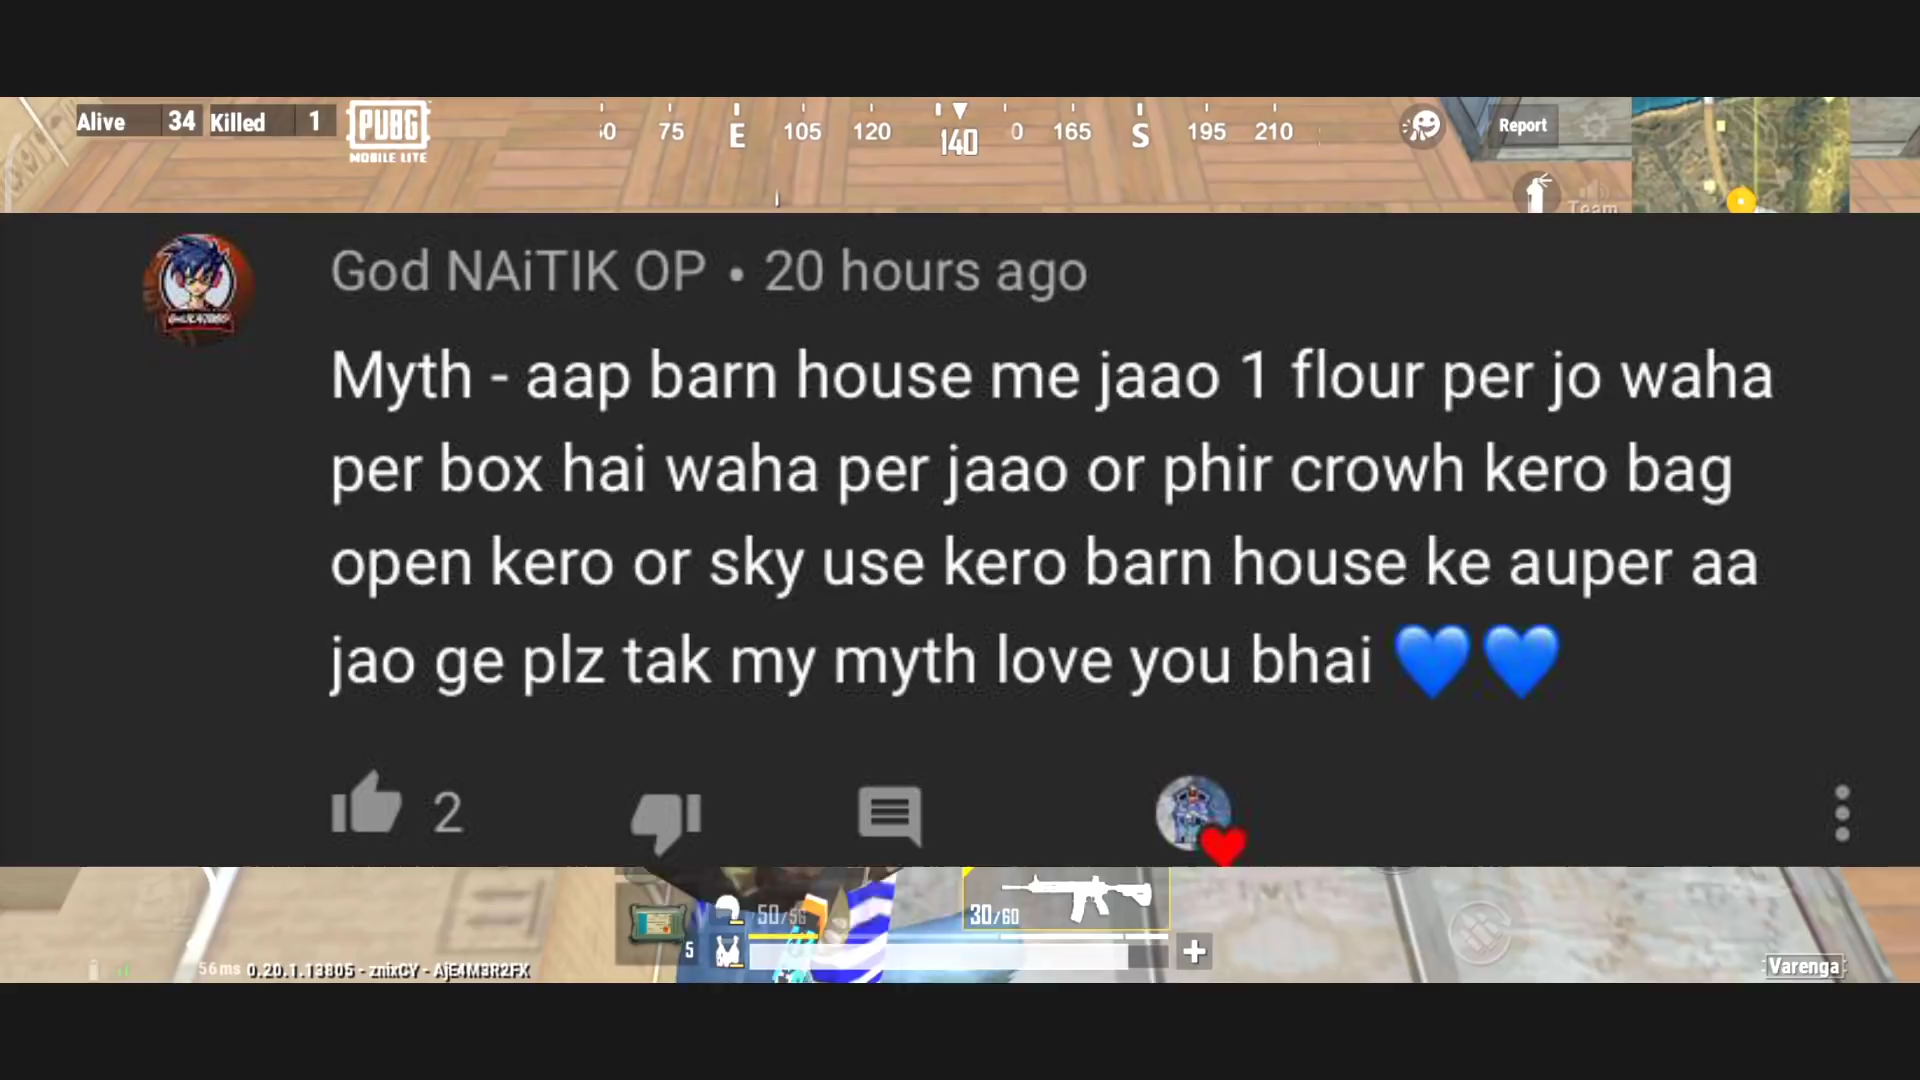 Alive 34 Killed 1
PUBG
MOBILE LITE
75 E 105 120 140 0 165 S 195 210
Report
Team
God NAiTIK OP • 20 hours ago
Myth - aap barn house me jaao 1 flour per jo waha
per box hai waha per jaao or phir crowh kero bag
open kero or sky use kero barn house ke auper aa
jao ge plz tak my myth love you bhai 💙💙
2
50/56
30/60
5
56ms 0.20.1.13805 - znixCY - AjE4M3R2FX
Varenga